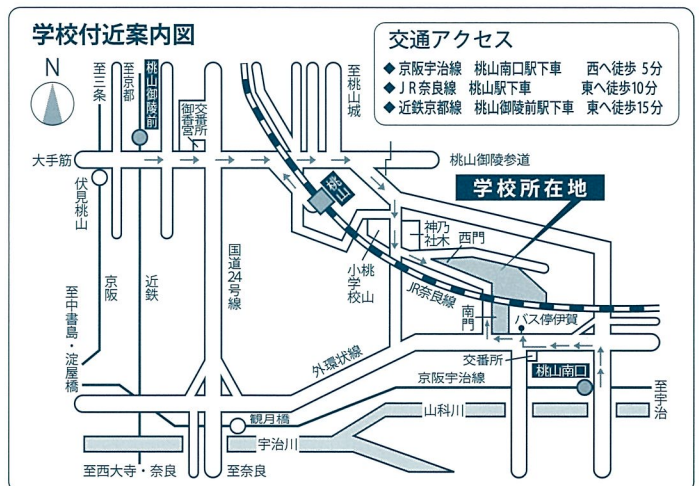 学校付近案内図
交通アクセス
◆京阪宇治線 桃山南口駅下車 西へ徒歩 5分
◆JR奈良線 桃山駅下車 東へ徒歩10分
◆近鉄京都線 桃山御陵前駅下車 東へ徒歩15分
N
至三条
至京都
桃山御陵前
交番所
御香宮
至桃山城
大手筋
桃山御陵参道
伏見桃山
桃山
学校所在地
乃木神社
西門
桃山小学校
京阪
近鉄
国道24号線
JR奈良線
南門
バス停伊賀
至中書島・淀屋橋
外環状線
交番所
京阪宇治線
桃山南口
至宇治
山科川
観月橋
宇治川
至西大寺・奈良
至奈良